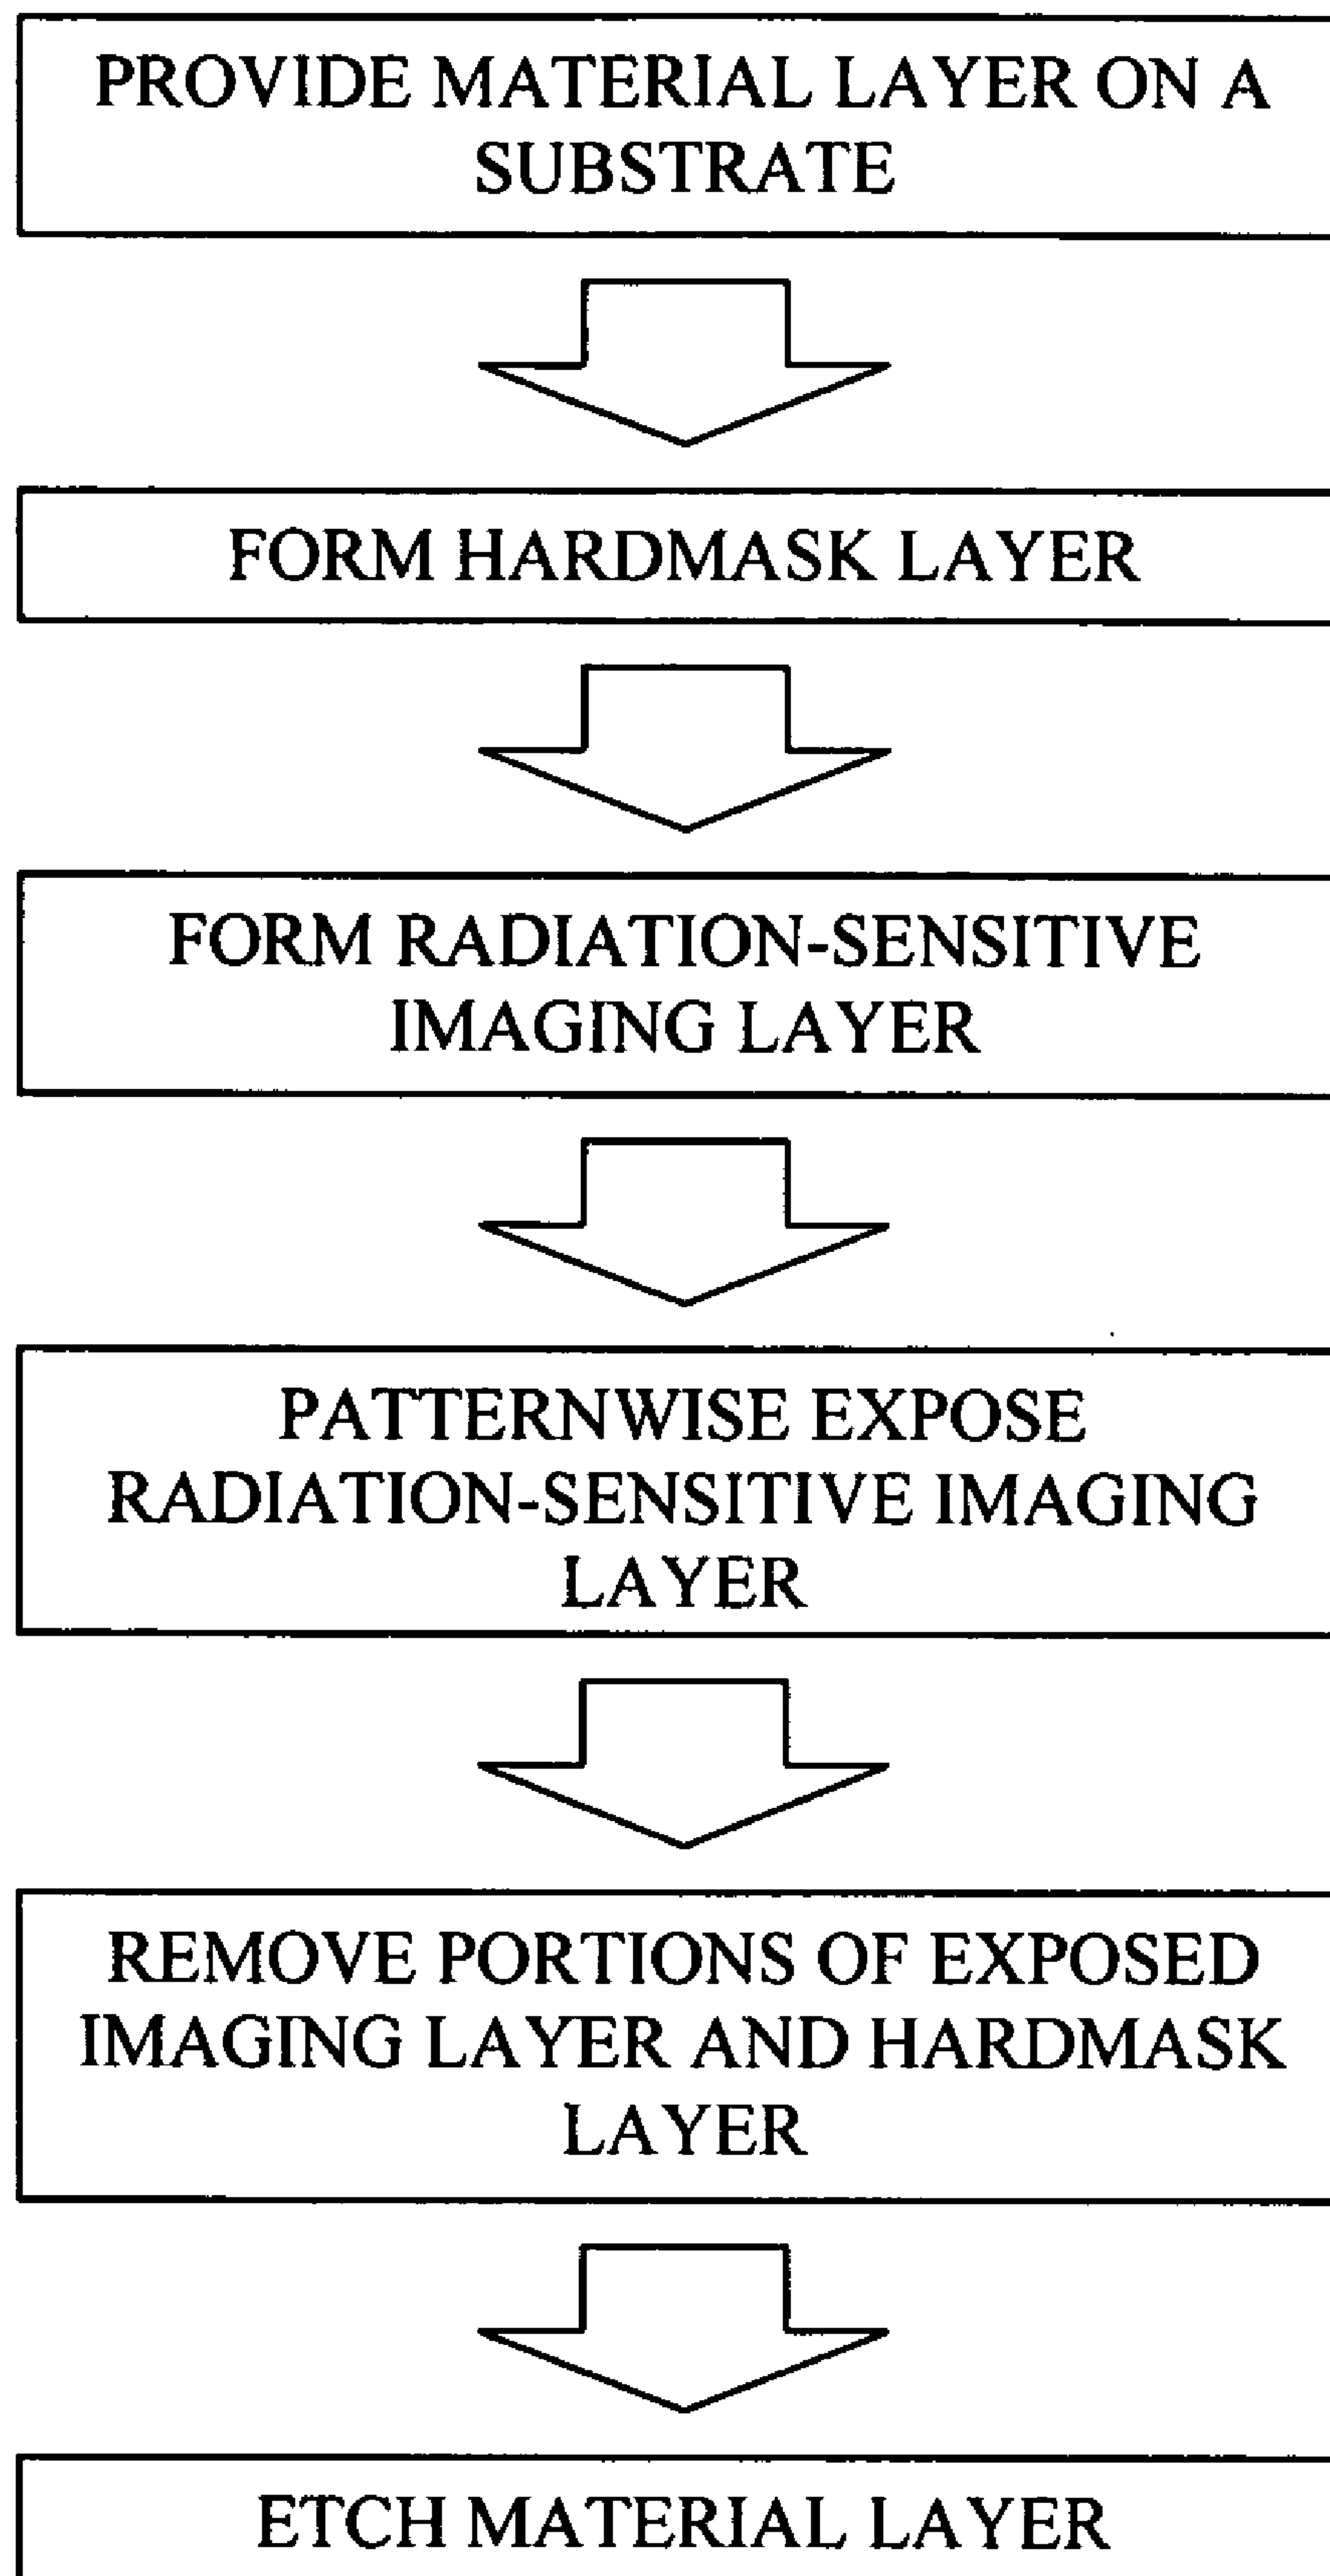 PROVIDE MATERIAL LAYER ON A
SUBSTRATE
FORM HARDMASK LAYER
FORM RADIATION-SENSITIVE
IMAGING LAYER
PATTERNWISE EXPOSE
RADIATION-SENSITIVE IMAGING
LAYER
REMOVE PORTIONS OF EXPOSED
IMAGING LAYER AND HARDMASK
LAYER
ETCH MATERIAL LAYER